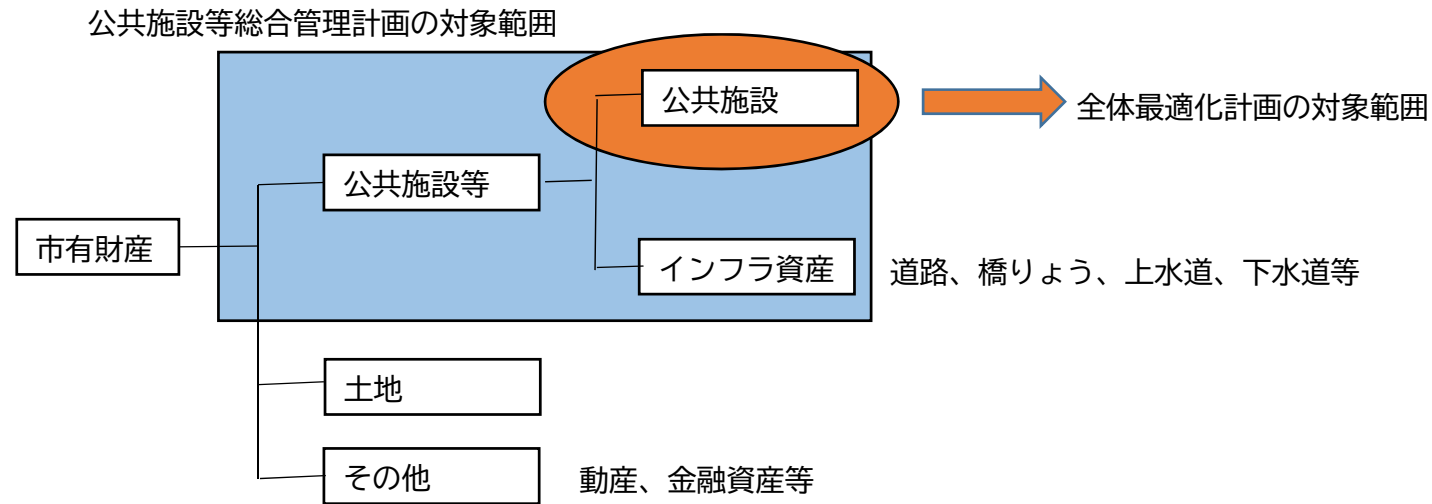 公共施設等総合管理計画の対象範囲
公共施設
全体最適化計画の対象範囲
公共施設等
市有財産
インフラ資産
道路、橋りょう、上水道、下水道等
土地
その他
動産、金融資産等